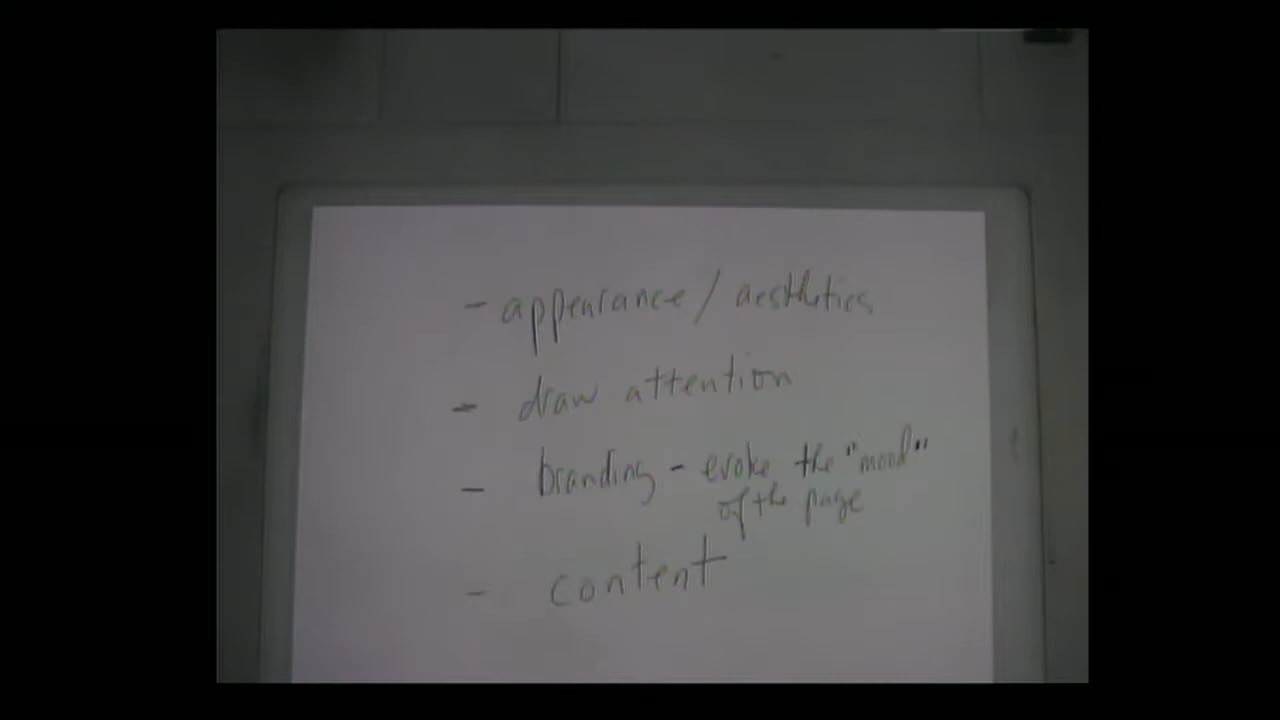 - appearance / aesthetics
- draw attention
- branding - evoke the "mood"
of the page
- content